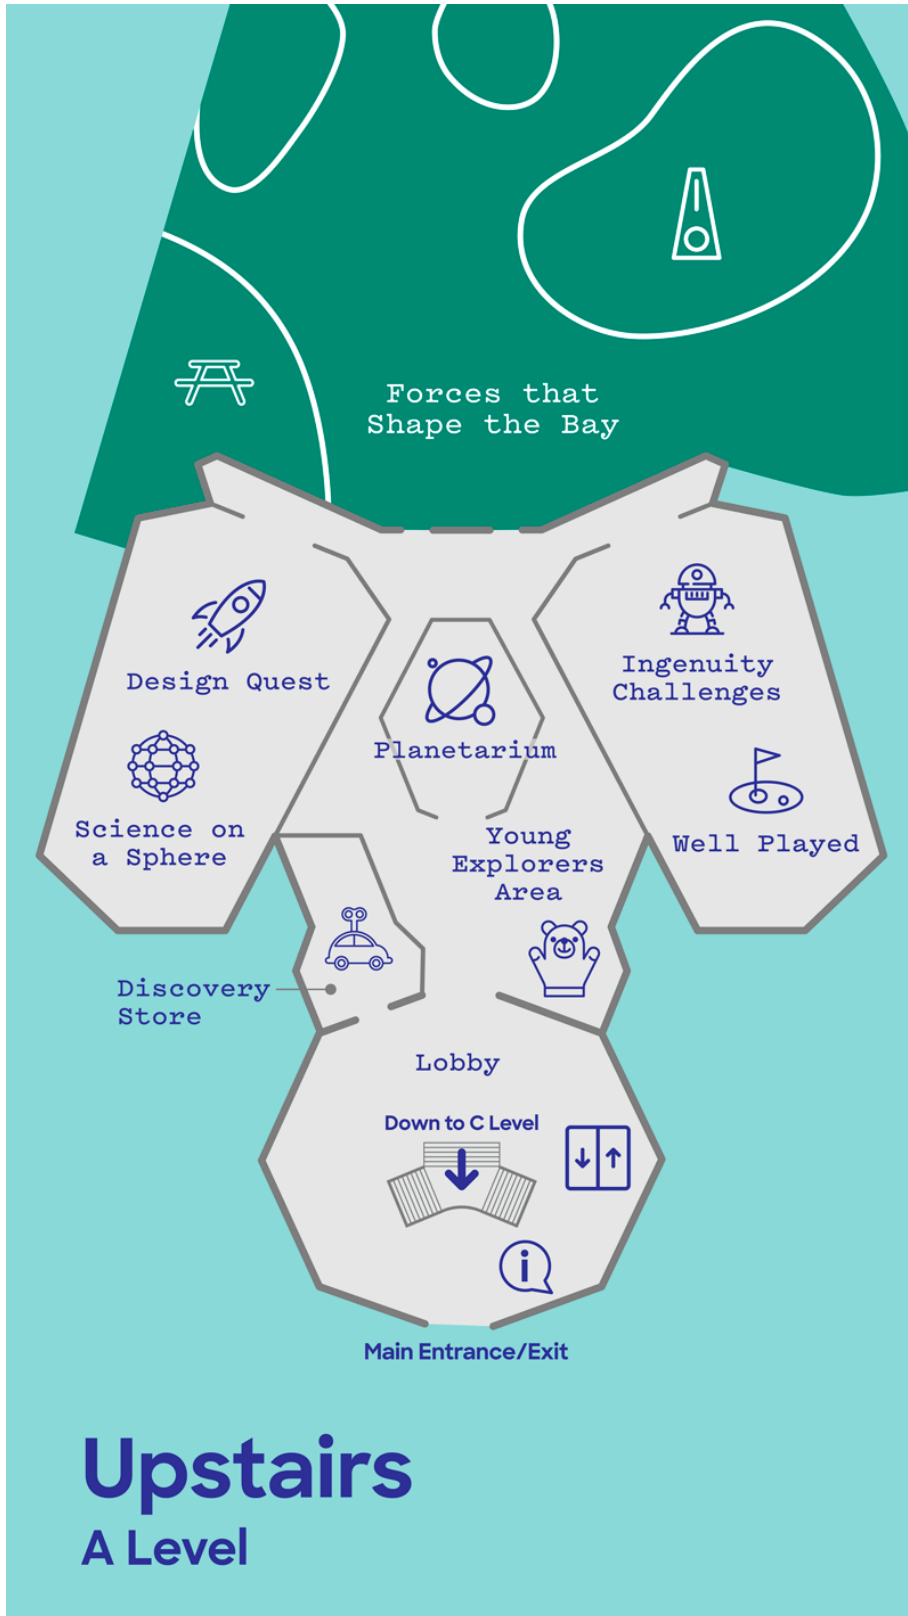 Forces that
Shape the Bay
Design Quest
Ingenuity
Challenges
Planetarium
Science on
a Sphere
Young
Explorers
Area
Well Played
Discovery
Store
Lobby
Down to C Level
i
Main Entrance/Exit
Upstairs
A Level